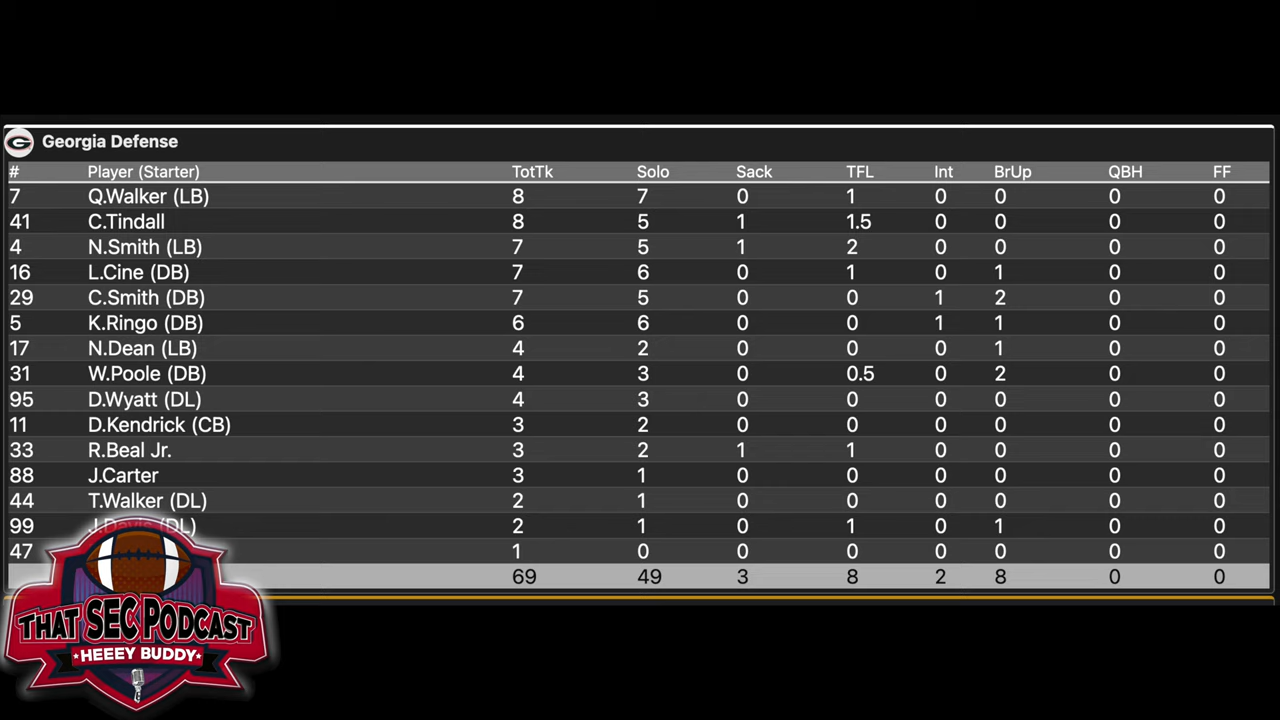 Georgia Defense
# Player (Starter) TotTk Solo Sack TFL Int BrUp QBH FF
7 Q.Walker (LB) 8 7 0 1 0 0 0 0
41 C.Tindall 8 5 1 1.5 0 0 0 0
4 N.Smith (LB) 7 5 1 2 0 0 0 0
16 L.Cine (DB) 7 6 0 1 0 1 0 0
29 C.Smith (DB) 7 5 0 0 1 2 0 0
5 K.Ringo (DB) 6 6 0 0 1 1 0 0
17 N.Dean (LB) 4 2 0 0 0 1 0 0
31 W.Poole (DB) 4 3 0 0.5 0 2 0 0
95 D.Wyatt (DL) 4 3 0 0 0 0 0 0
11 D.Kendrick (CB) 3 2 0 0 0 0 0 0
33 R.Beal Jr. 3 2 1 1 0 0 0 0
88 J.Carter 3 1 0 0 0 0 0 0
44 T.Walker (DL) 2 1 0 0 0 0 0 0
99 J.Davis (DL) 2 1 0 1 0 1 0 0
47 1 0 0 0 0 0 0 0
69 49 3 8 2 8 0 0
THAT SEC PODCAST
HEEEY BUDDY